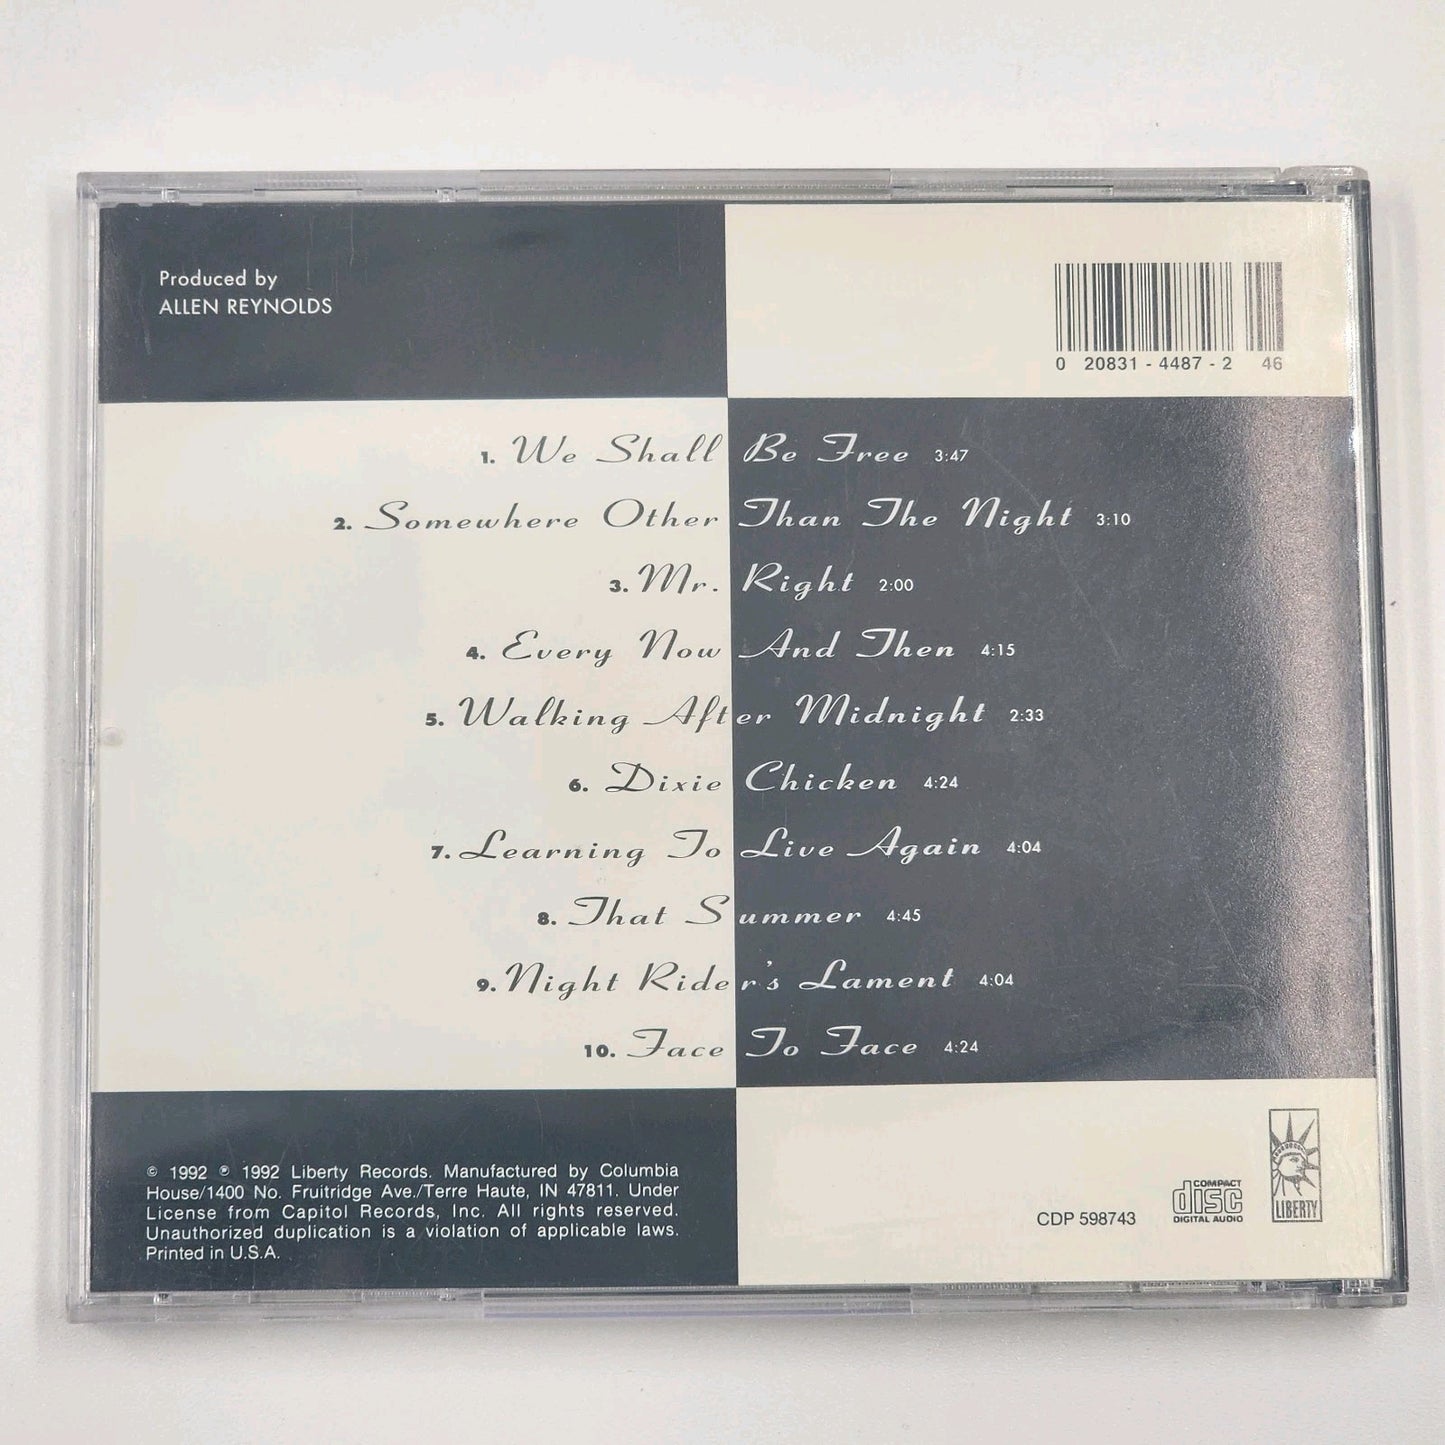 Produced by
ALLEN REYNOLDS
0 20831 - 4487 - 2 46
1. We Shall Be Free 3:47
2. Somewhere Other Than The Night 3:10
3. Mr. Right 2:00
4. Every Now And Then 4:15
5. Walking After Midnight 2:33
6. Dixie Chicken 4:24
7. Learning To Live Again 4:04
8. That Summer 4:45
9. Night Rider's Lament 4:04
10. Face To Face 4:24
© 1992 ℗ 1992 Liberty Records. Manufactured by Columbia
House/1400 No. Fruitridge Ave./Terre Haute, IN 47811. Under
License from Capitol Records, Inc. All rights reserved.
Unauthorized duplication is a violation of applicable laws.
Printed in U.S.A.
CDP 598743
COMPACT
disc
DIGITAL AUDIO
LIBERTY